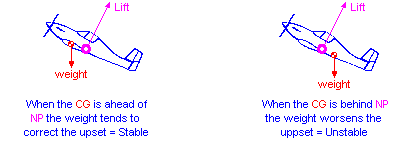 Lift
weight
When the CG is ahead of
NP the weight tends to
correct the upset = Stable
Lift
weight
When the CG is behind NP
the weight worsens the
uppset = Unstable